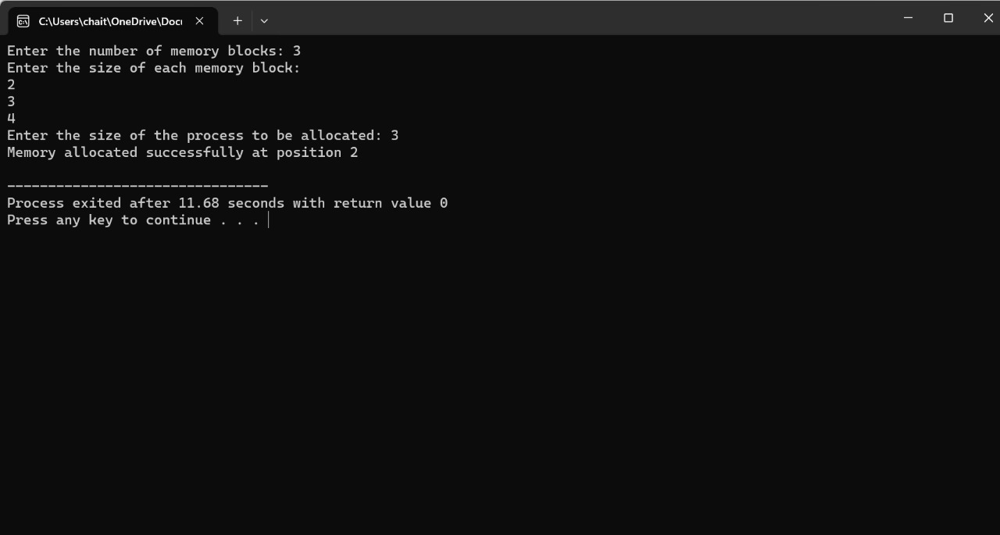 C:\Users\chait\OneDrive\Docu
Enter the number of memory blocks: 3
Enter the size of each memory block:
2
3
4
Enter the size of the process to be allocated: 3
Memory allocated successfully at position 2
--------------------------------
Process exited after 11.68 seconds with return value 0
Press any key to continue . . .